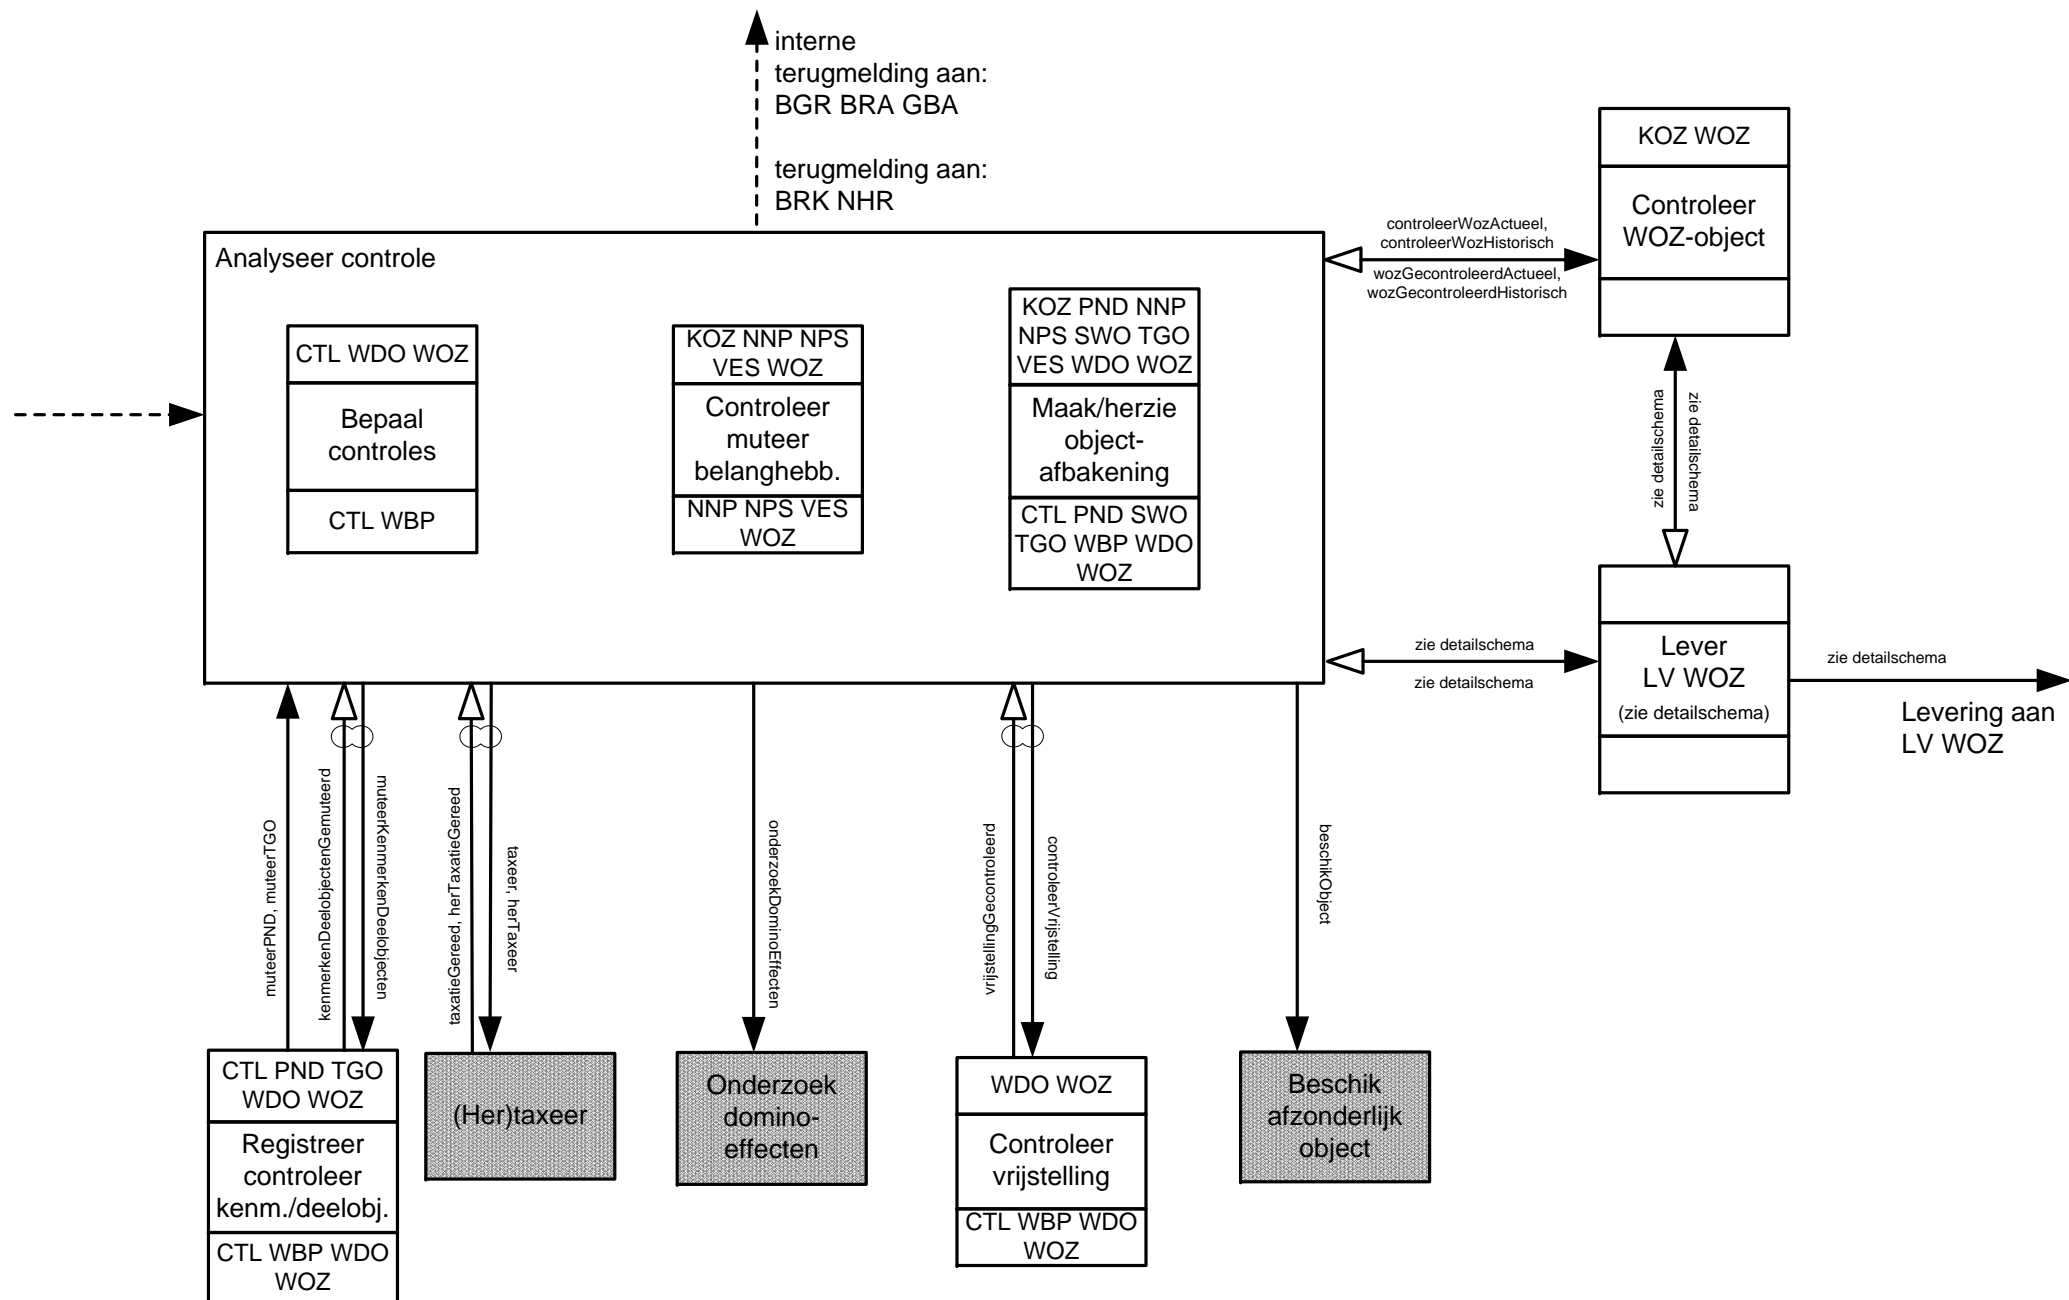 interne
terugmelding aan:
BGR BRA GBA
terugmelding aan:
BRK NHR
Analyseer controle
CTL WDO WOZ
Bepaal
controles
CTL WBP
KOZ NNP NPS
VES WOZ
Controleer
muteer
belanghebb.
NNP NPS VES
WOZ
KOZ PND NNP
NPS SWO TGO
VES WDO WOZ
Maak/herzie
object-
afbakening
CTL PND SWO
TGO WBP WDO
WOZ
controleerWozActueel,
controleerWozHistorisch
wozGecontroleerdActueel,
wozGecontroleerdHistorisch
KOZ WOZ
Controleer
WOZ-object
zie detailschema
zie detailschema
zie detailschema
zie detailschema
Lever
LV WOZ
(zie detailschema)
zie detailschema
Levering aan
LV WOZ
muteerPND, muteerTGO
kenmerkenDeelobjectenGemuteerd
muteerKenmerkenDeelobjecten
taxatieGereed, herTaxatieGereed
taxeer, herTaxeer
onderzoekDominoEffecten
vrijstellingGecontroleerd
controleerVrijstelling
beschikObject
CTL PND TGO
WDO WOZ
Registreer
controleer
kenm./deelobj.
CTL WBP WDO
WOZ
(Her)taxeer
Onderzoek
domino-
effecten
WDO WOZ
Controleer
vrijstelling
CTL WBP WDO
WOZ
Beschik
afzonderlijk
object